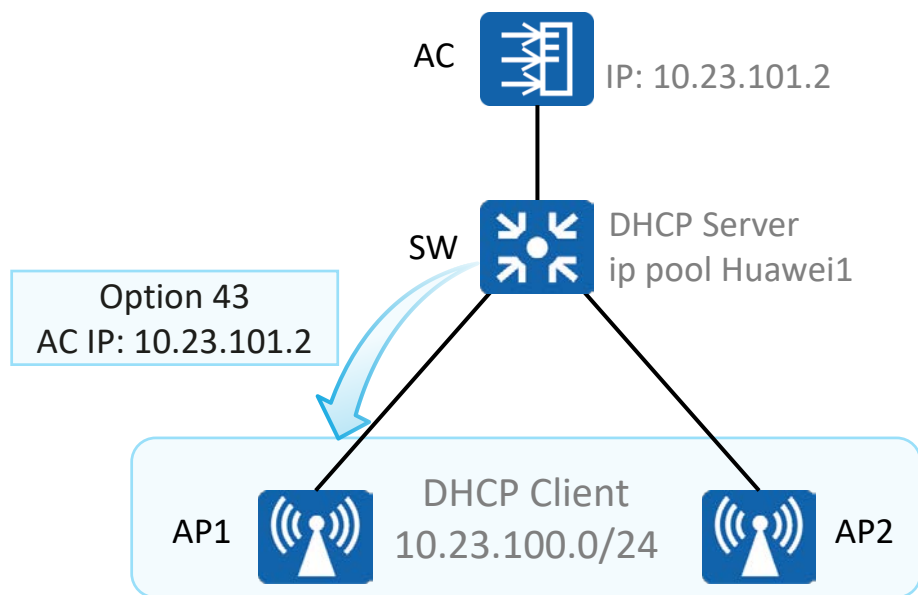 AC
IP: 10.23.101.2
SW
DHCP Server
ip pool Huawei1
Option 43
AC IP: 10.23.101.2
AP1
DHCP Client
10.23.100.0/24
AP2